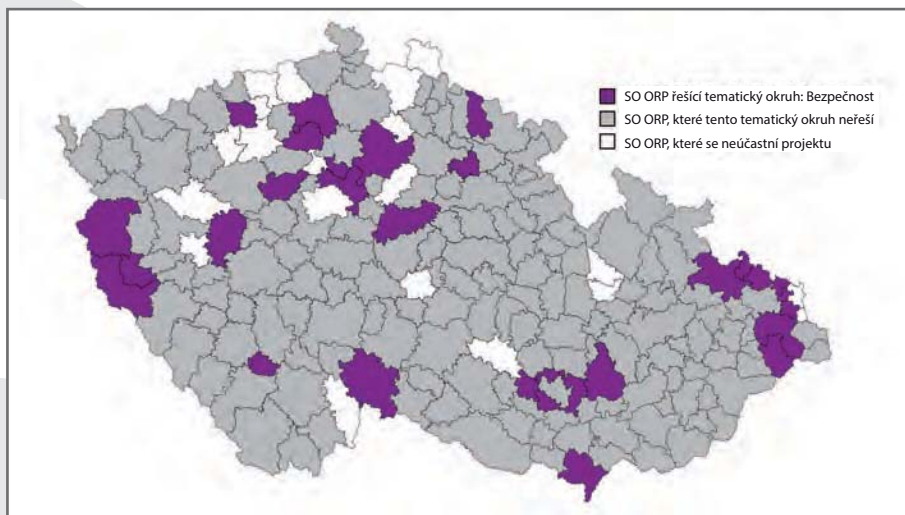 SO ORP řešící tematický okruh: Bezpečnost
SO ORP, které tento tematický okruh neřeší
SO ORP, které se neúčastní projektu